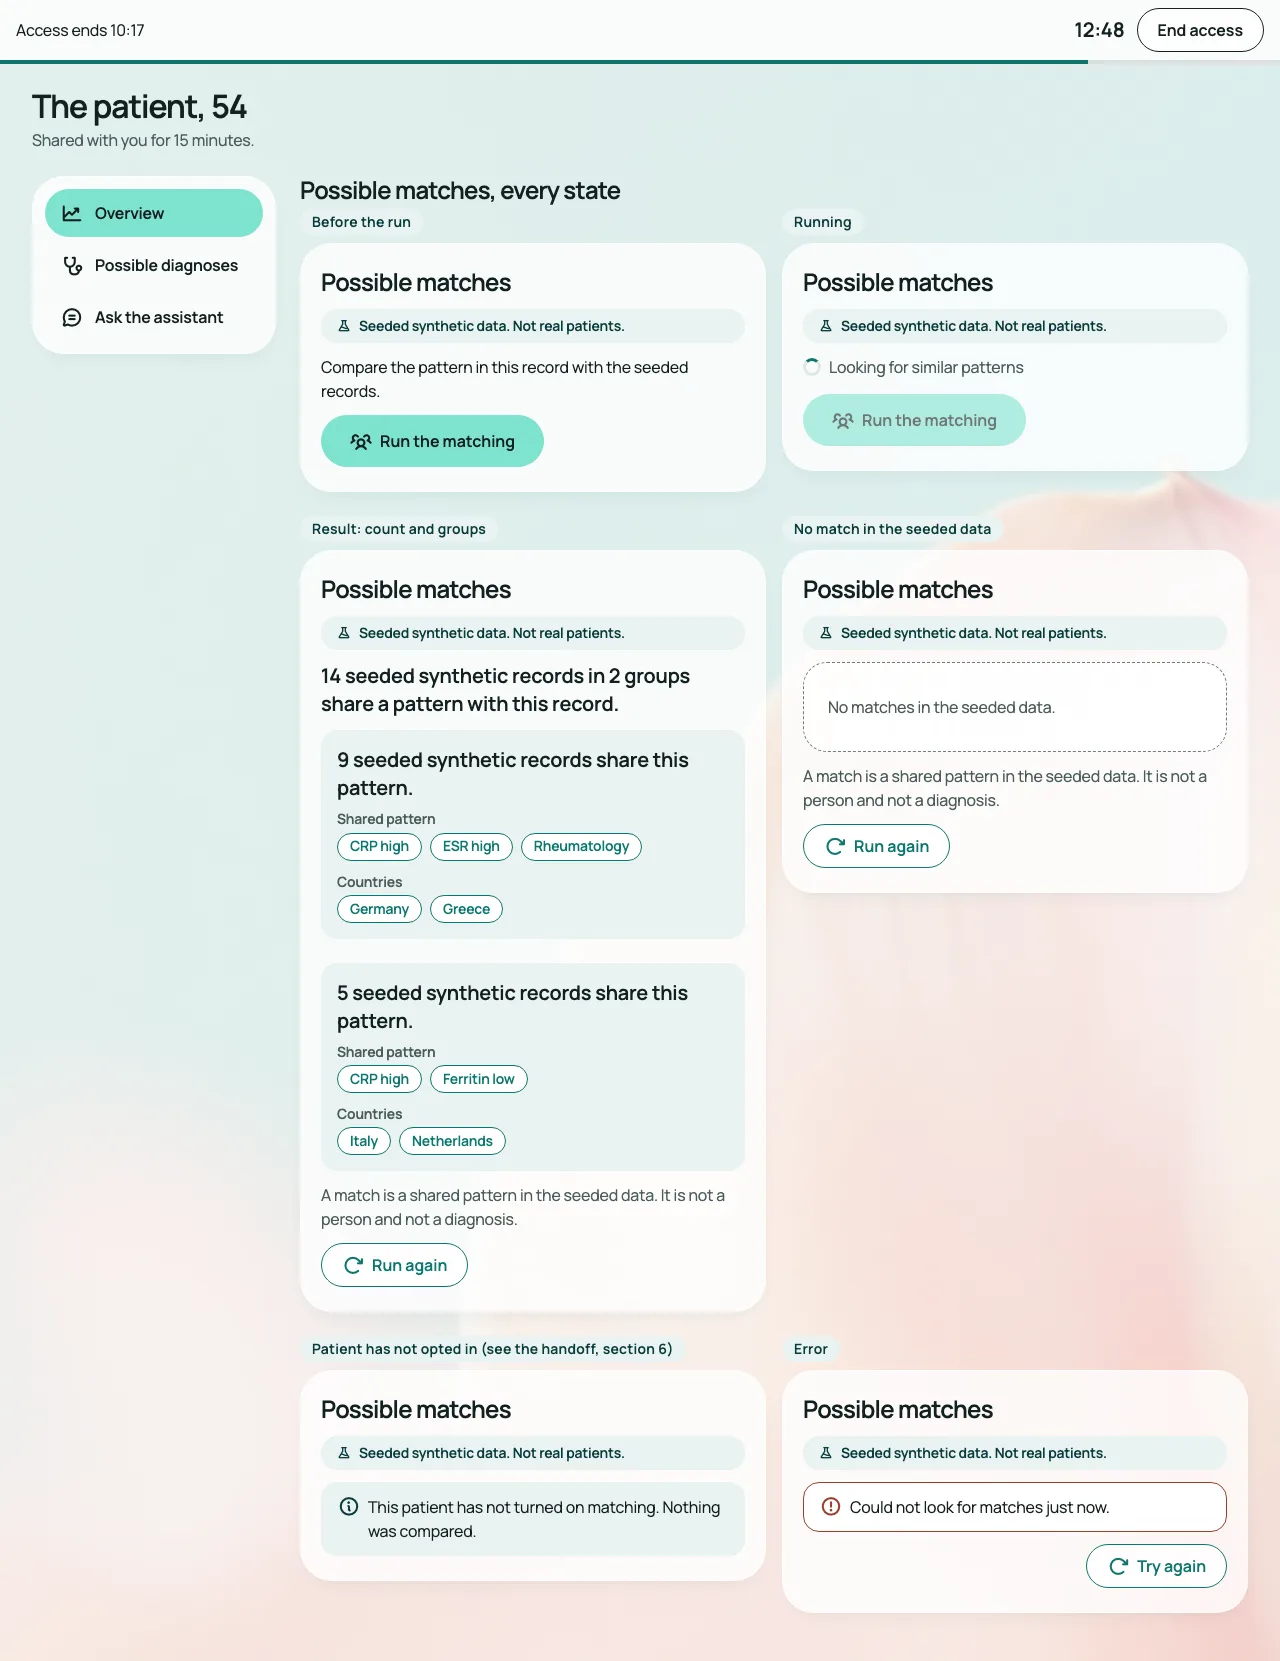 Access ends 10:17
12:48
End access
The patient, 54
Shared with you for 15 minutes.
Overview
Possible diagnoses
Ask the assistant
Possible matches, every state
Before the run
Possible matches
Seeded synthetic data. Not real patients.
Compare the pattern in this record with the seeded
records.
Run the matching
Running
Possible matches
Seeded synthetic data. Not real patients.
Looking for similar patterns
Run the matching
Result: count and groups
Possible matches
Seeded synthetic data. Not real patients.
14 seeded synthetic records in 2 groups
share a pattern with this record.
9 seeded synthetic records share this
pattern.
Shared pattern
CRP high
ESR high
Rheumatology
Countries
Germany
Greece
5 seeded synthetic records share this
pattern.
Shared pattern
CRP high
Ferritin low
Countries
Italy
Netherlands
A match is a shared pattern in the seeded data. It is not a
person and not a diagnosis.
Run again
No match in the seeded data
Possible matches
Seeded synthetic data. Not real patients.
No matches in the seeded data.
A match is a shared pattern in the seeded data. It is not a
person and not a diagnosis.
Run again
Patient has not opted in (see the handoff, section 6)
Possible matches
Seeded synthetic data. Not real patients.
This patient has not turned on matching. Nothing
was compared.
Error
Possible matches
Seeded synthetic data. Not real patients.
Could not look for matches just now.
Try again